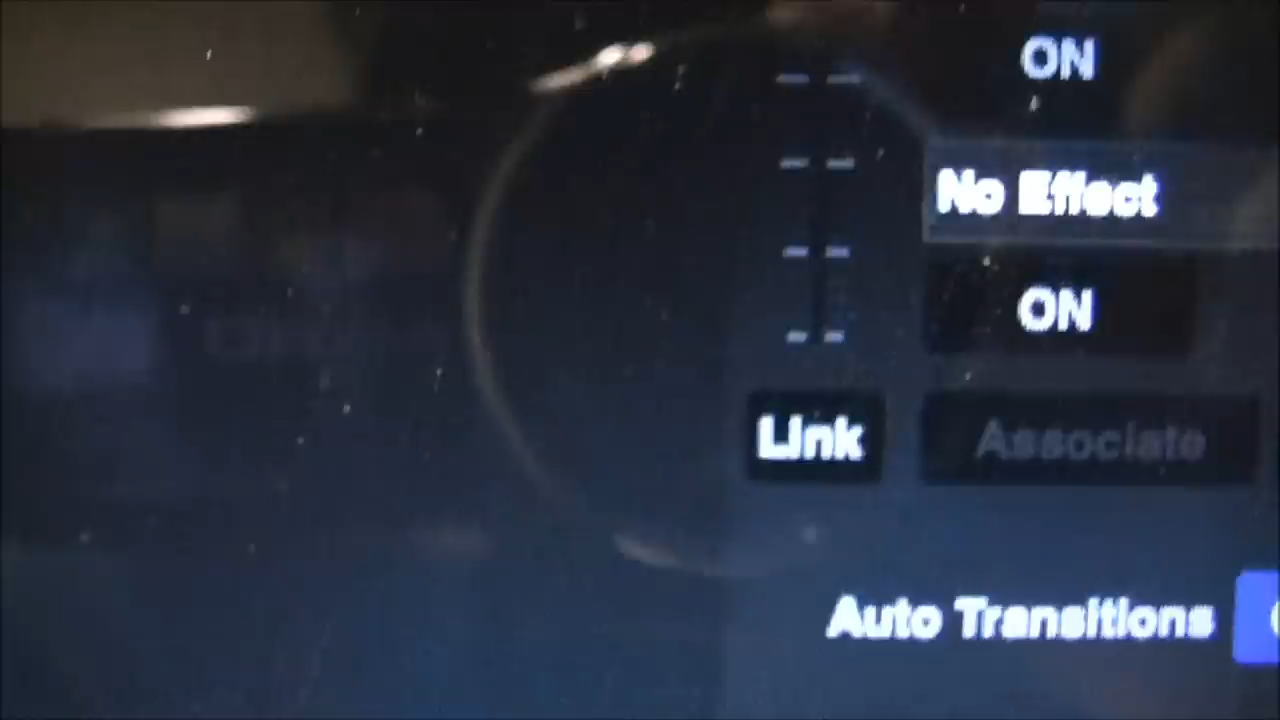 ON
No Effect
ON
Link
Associate
Auto Transitions